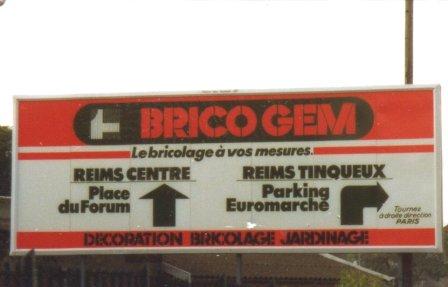 BRICO GEM
Le bricolage à vos mesures.
REIMS CENTRE
Place
du Forum
REIMS TINQUEUX
Parking
Euromarché
Tournez
à droite direction
PARIS
DECORATION BRICOLAGE JARDINAGE